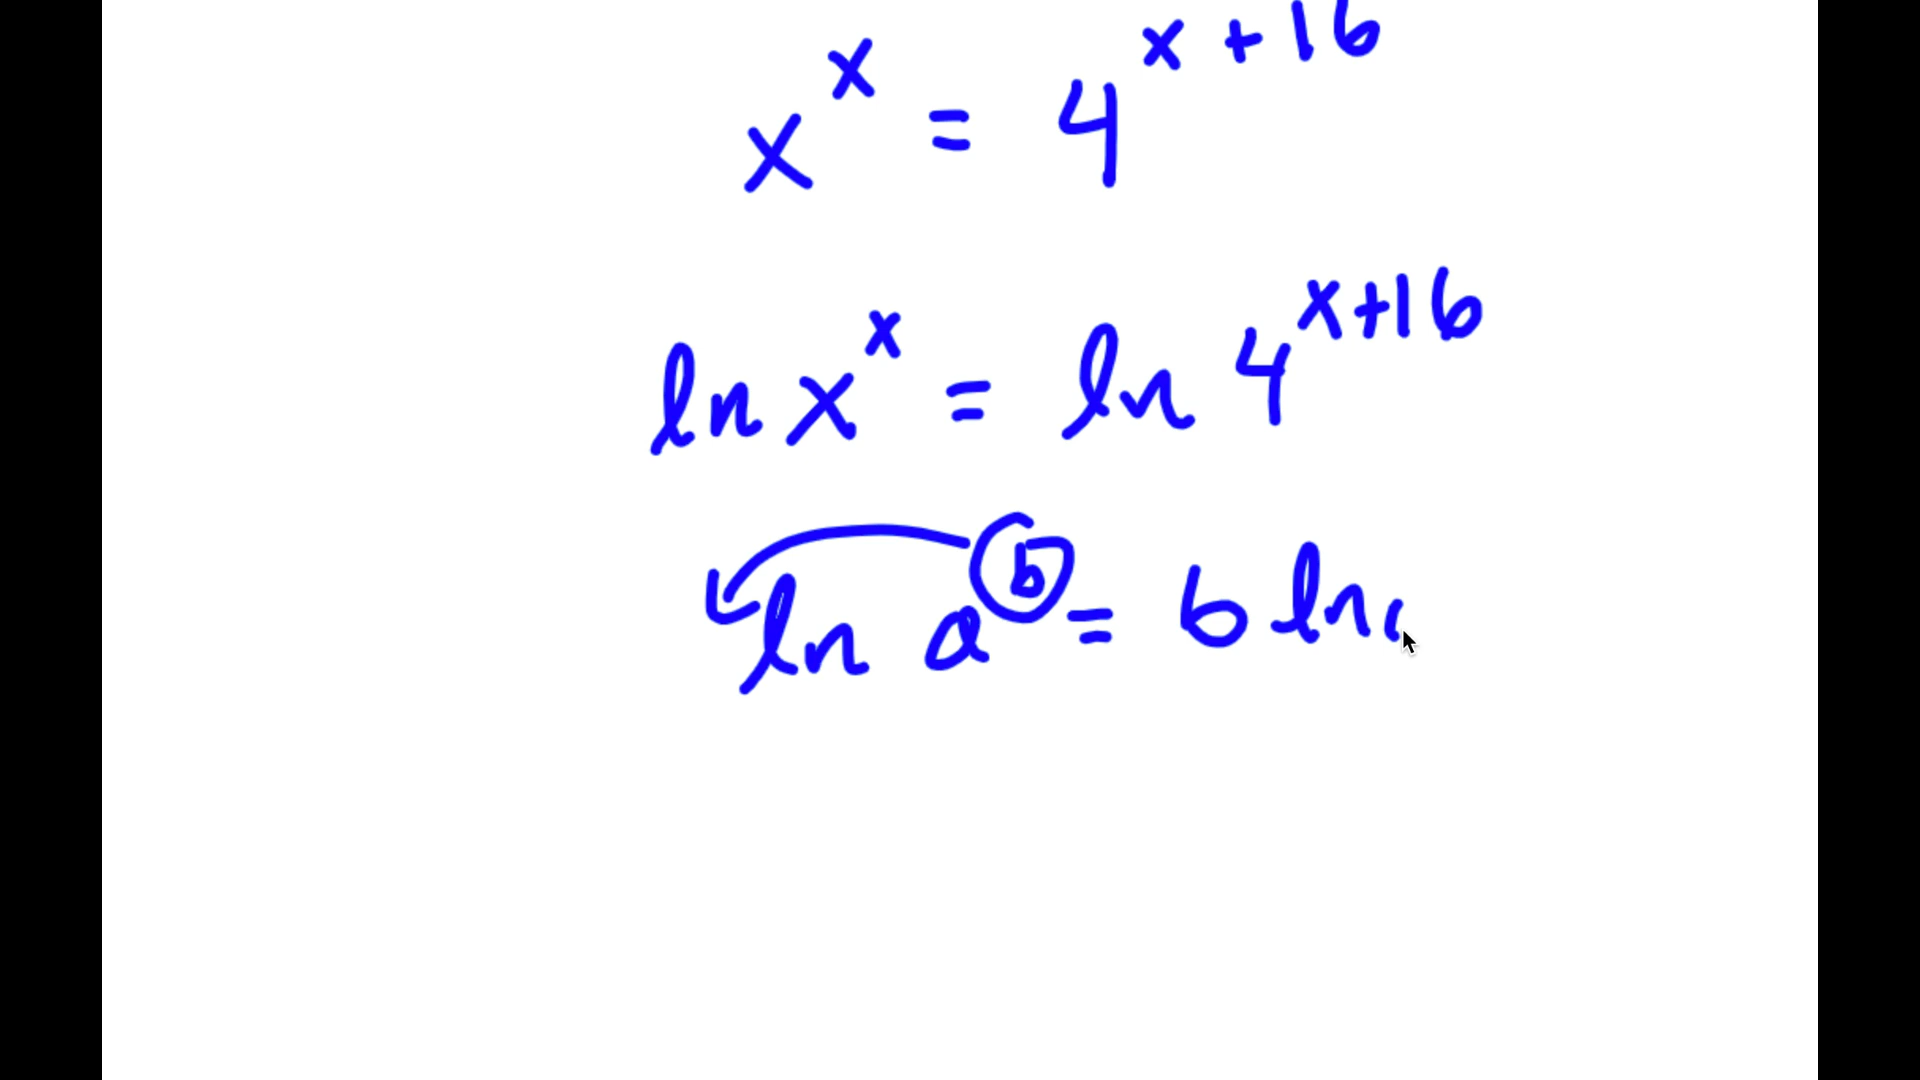 x^x = 4^{x+16}
ln x^x = ln 4^{x+16}
ln a^b = b ln